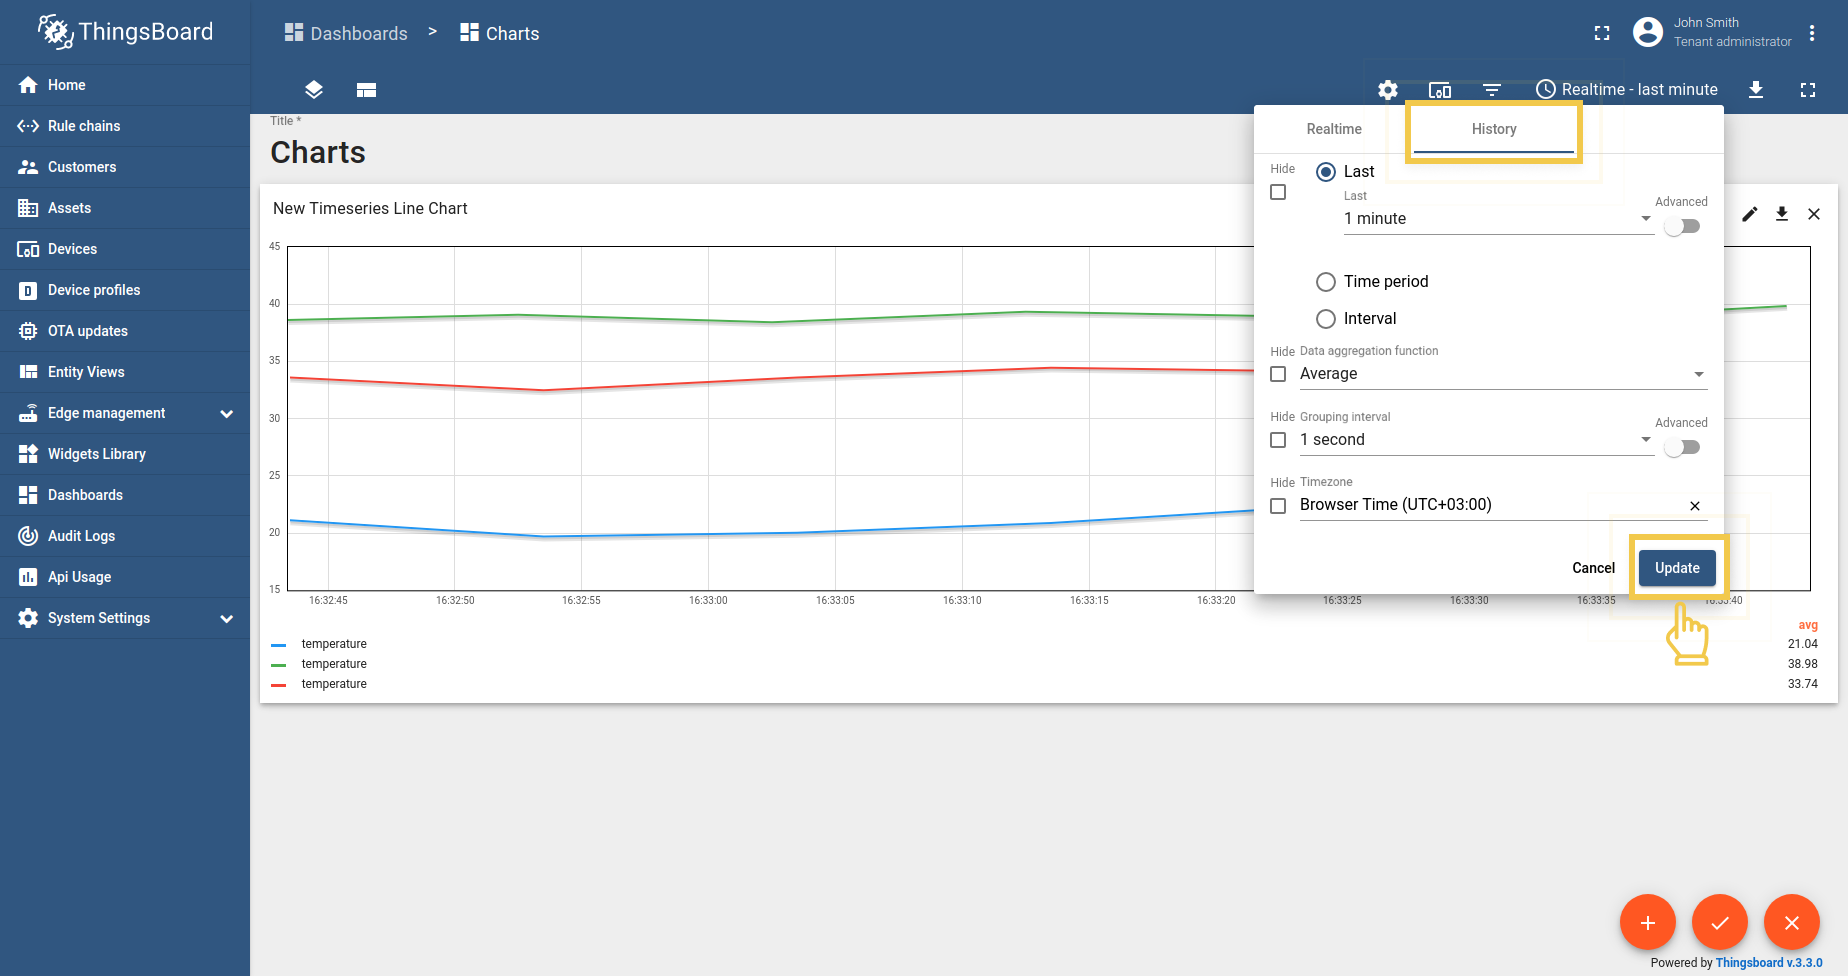 ThingsBoard
Dashboards > Charts
John Smith
Tenant administrator
Home
Rule chains
Customers
Assets
Devices
Device profiles
OTA updates
Entity Views
Edge management
Widgets Library
Dashboards
Audit Logs
Api Usage
System Settings
Realtime - last minute
Title *
Charts
New Timeseries Line Chart
45
40
35
30
25
20
15
16:32:45 16:32:50 16:32:55 16:33:00 16:33:05 16:33:10 16:33:15 16:33:20 16:33:25 16:33:30 16:33:35 16:33:40
avg
temperature 21.04
temperature 38.98
temperature 33.74
Realtime History
Hide
Last
Last
1 minute
Advanced
Time period
Interval
Hide Data aggregation function
Average
Hide Grouping interval
1 second
Advanced
Hide Timezone
Browser Time (UTC+03:00)
Cancel Update
Powered by Thingsboard v.3.3.0